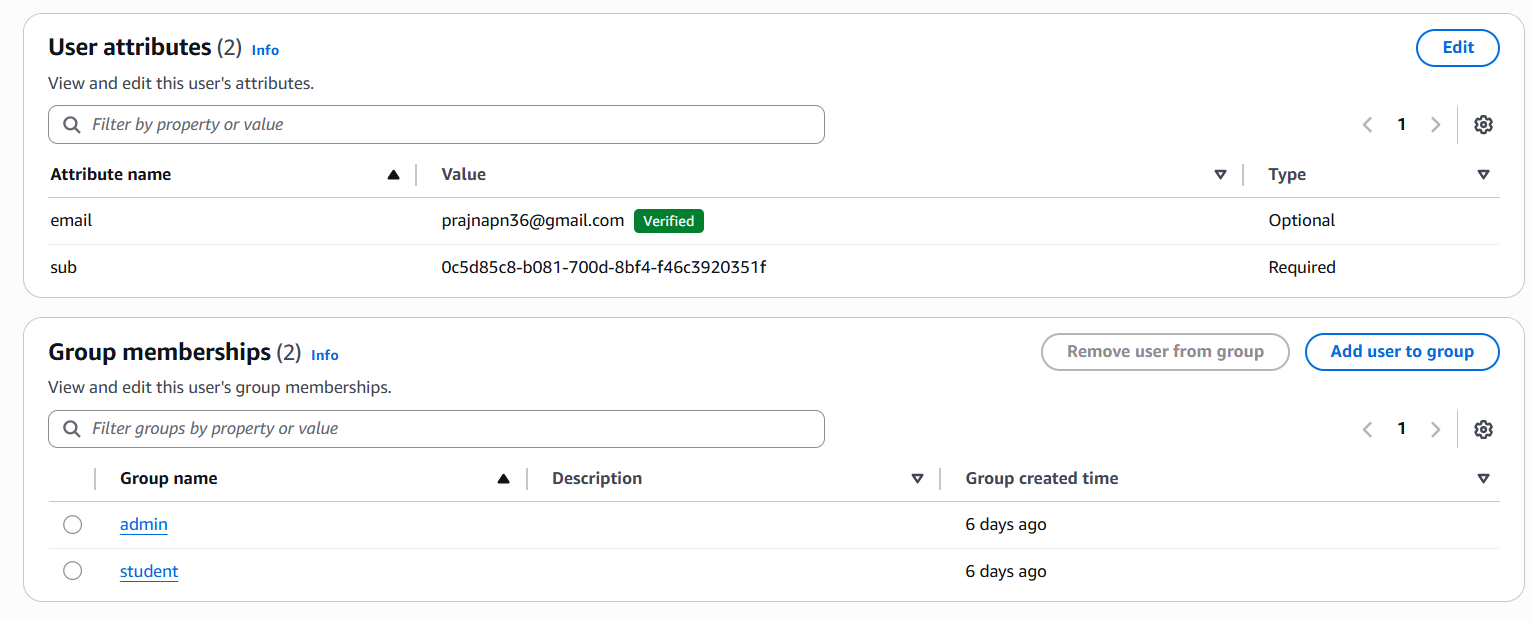 User attributes (2) Info
Edit
View and edit this user's attributes.
Filter by property or value
1
Attribute name Value Type
email prajnapn36@gmail.com Verified Optional
sub 0c5d85c8-b081-700d-8bf4-f46c3920351f Required
Group memberships (2) Info
Remove user from group Add user to group
View and edit this user's group memberships.
Filter groups by property or value
1
Group name Description Group created time
admin 6 days ago
student 6 days ago